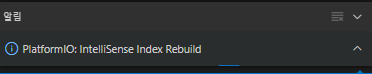 알림
PlatformIO: IntelliSense Index Rebuild